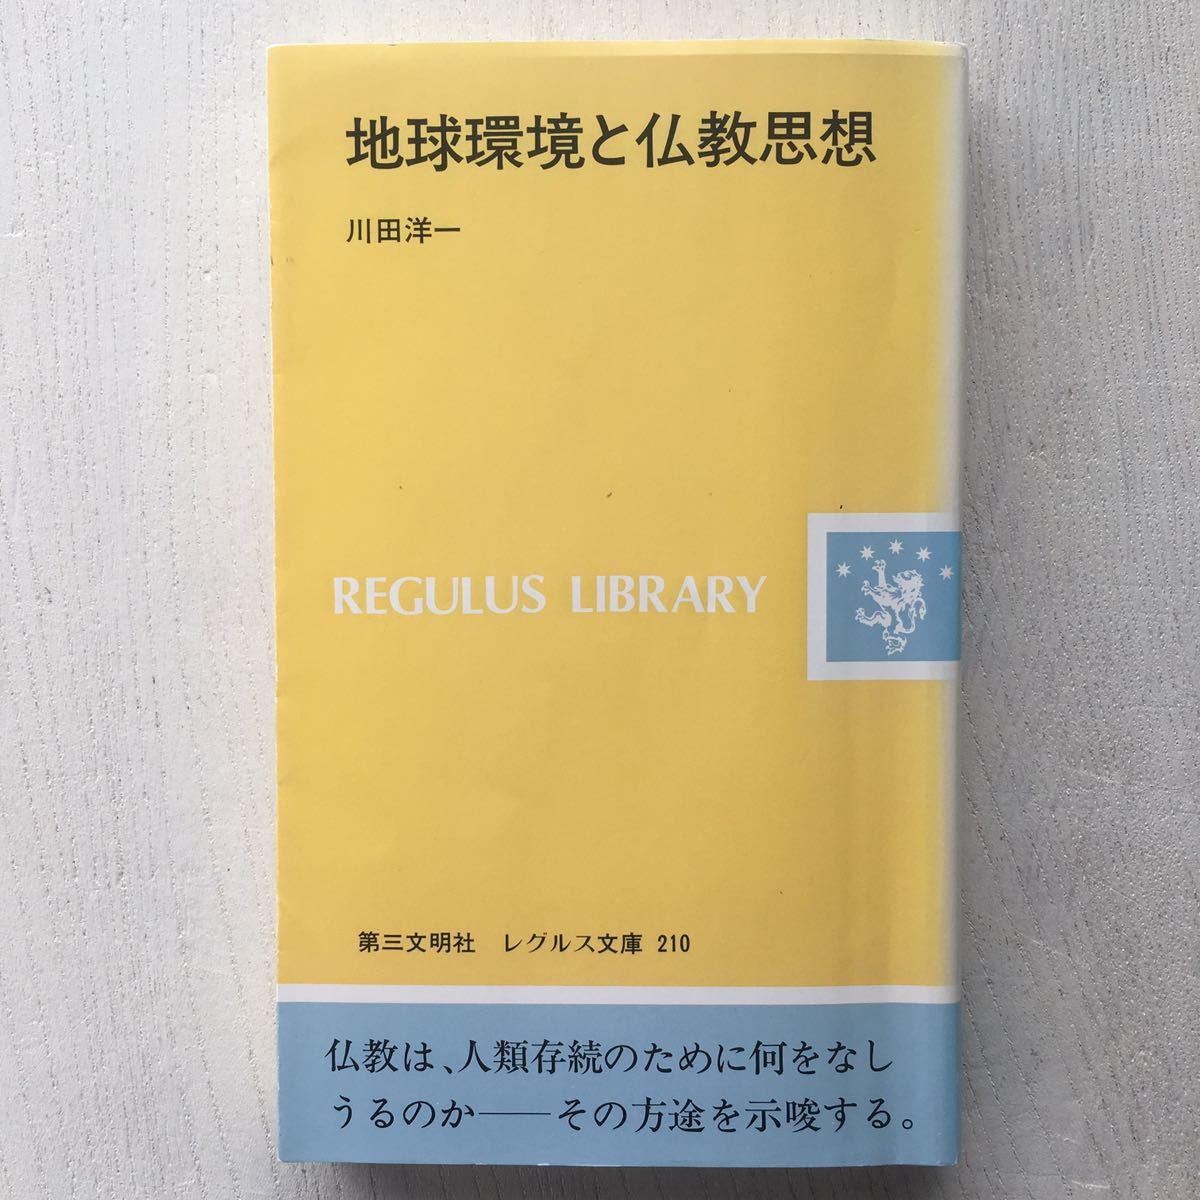 地球環境と仏教思想
川田洋一
REGULUS LIBRARY
第三文明社 レグルス文庫 210
仏教は、人類存続のために何をなし
うるのか――その方途を示唆する。